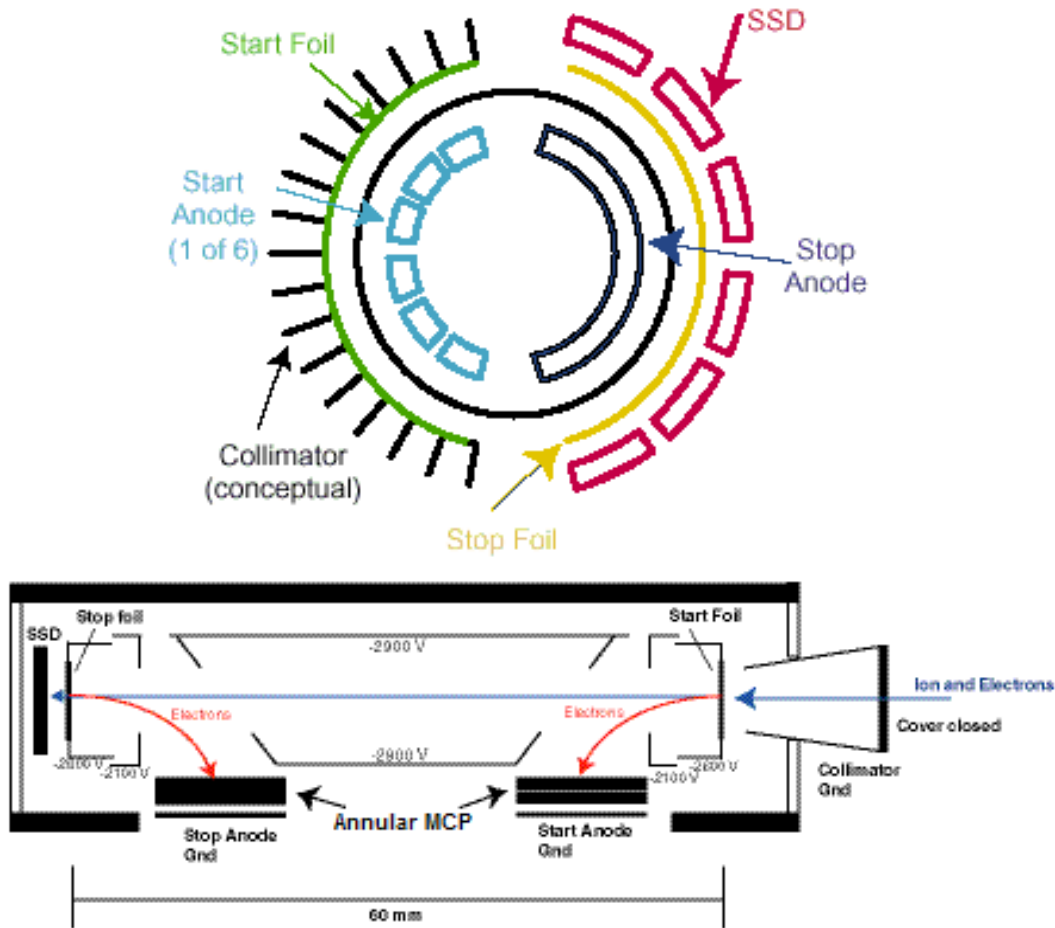 SSD
Start Foil
Start
Anode
(1 of 6)
Stop
Anode
Collimator
(conceptual)
Stop Foil
Stop foil
Start Foil
SSD
-2900 V
Ion and Electrons
Electrons
Electrons
Cover closed
-2900 V
-2600 V
-2100 V
-2600 V
-2100 V
Collimator
Gnd
Annular MCP
Stop Anode
Gnd
Start Anode
Gnd
60 mm